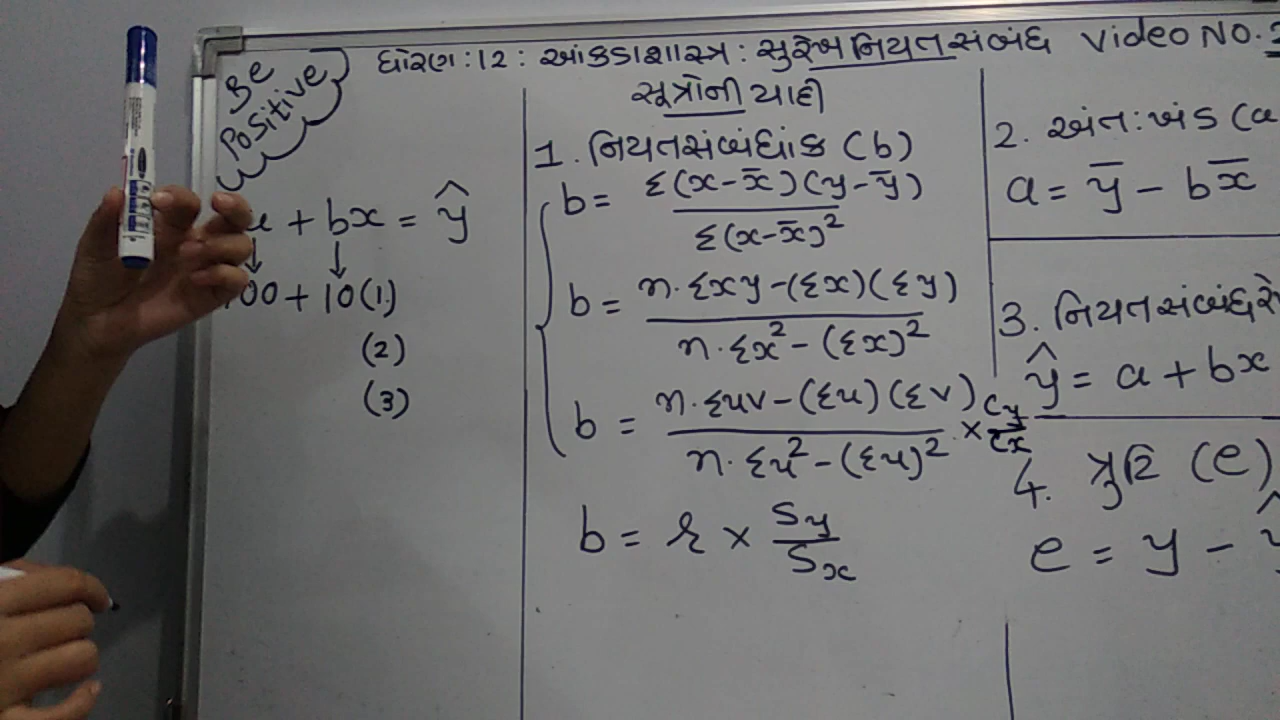 ધોરણ : 12 : આંકડાશાસ્ત્ર : સુરેખ નિયતસંબંધ Video NO.
Be
Positive
સૂત્રોની યાદી
+ bx = ŷ
00 + 10(1)
(2)
(3)
1. નિયતસંબંધાંક (b)
b = Σ(x-x̄)(y-ȳ)
Σ(x-x̄)²
b = n·Σxy-(Σx)(Σy)
n·Σx²-(Σx)²
b = n·Σuv-(Σu)(Σv) × Cy
n·Σu²-(Σu)² Cx
b = r × Sy
Sx
2. અંત:ખંડ (a
a = ȳ - bx̄
3. નિયતસંબંધ
ŷ = a + bx
4. ત્રુટિ (e)
e = y -